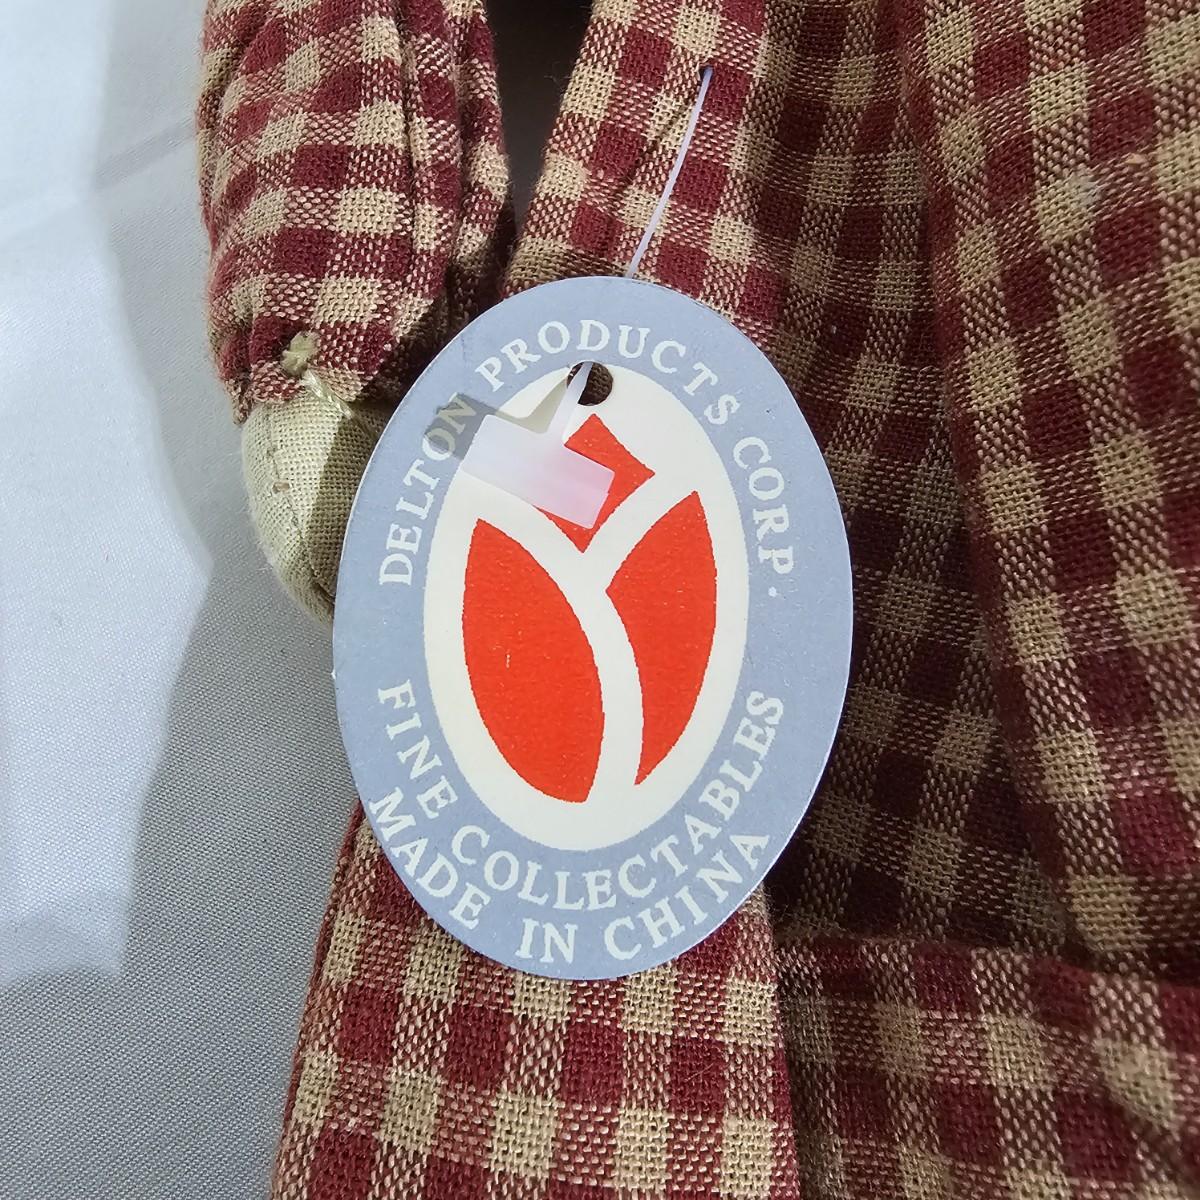 DELTON PRODUCTS CORP.
FINE COLLECTABLES
MADE IN CHINA